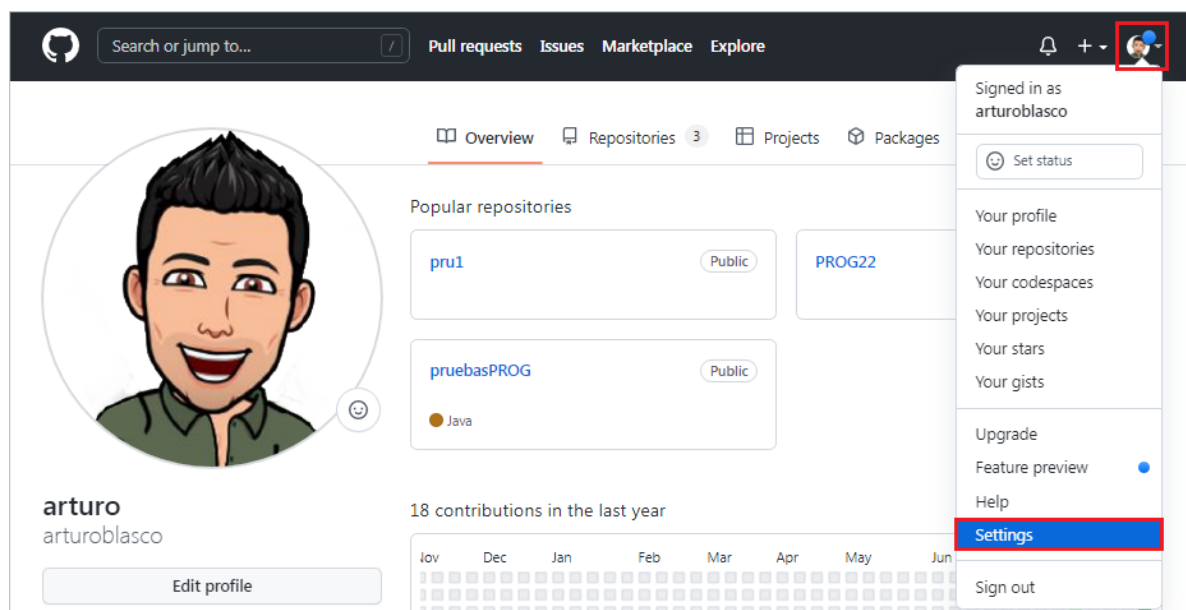 Search or jump to... / Pull requests Issues Marketplace Explore
Signed in as
arturoblasco
Overview Repositories 3 Projects Packages
Set status
Popular repositories
pru1 Public
PROG22
pruebasPROG Public
Java
Your profile
Your repositories
Your codespaces
Your projects
Your stars
Your gists
Upgrade
Feature preview
Help
Settings
Sign out
arturo
arturoblasco
Edit profile
18 contributions in the last year
Dec Jan Feb Mar Apr May Jun